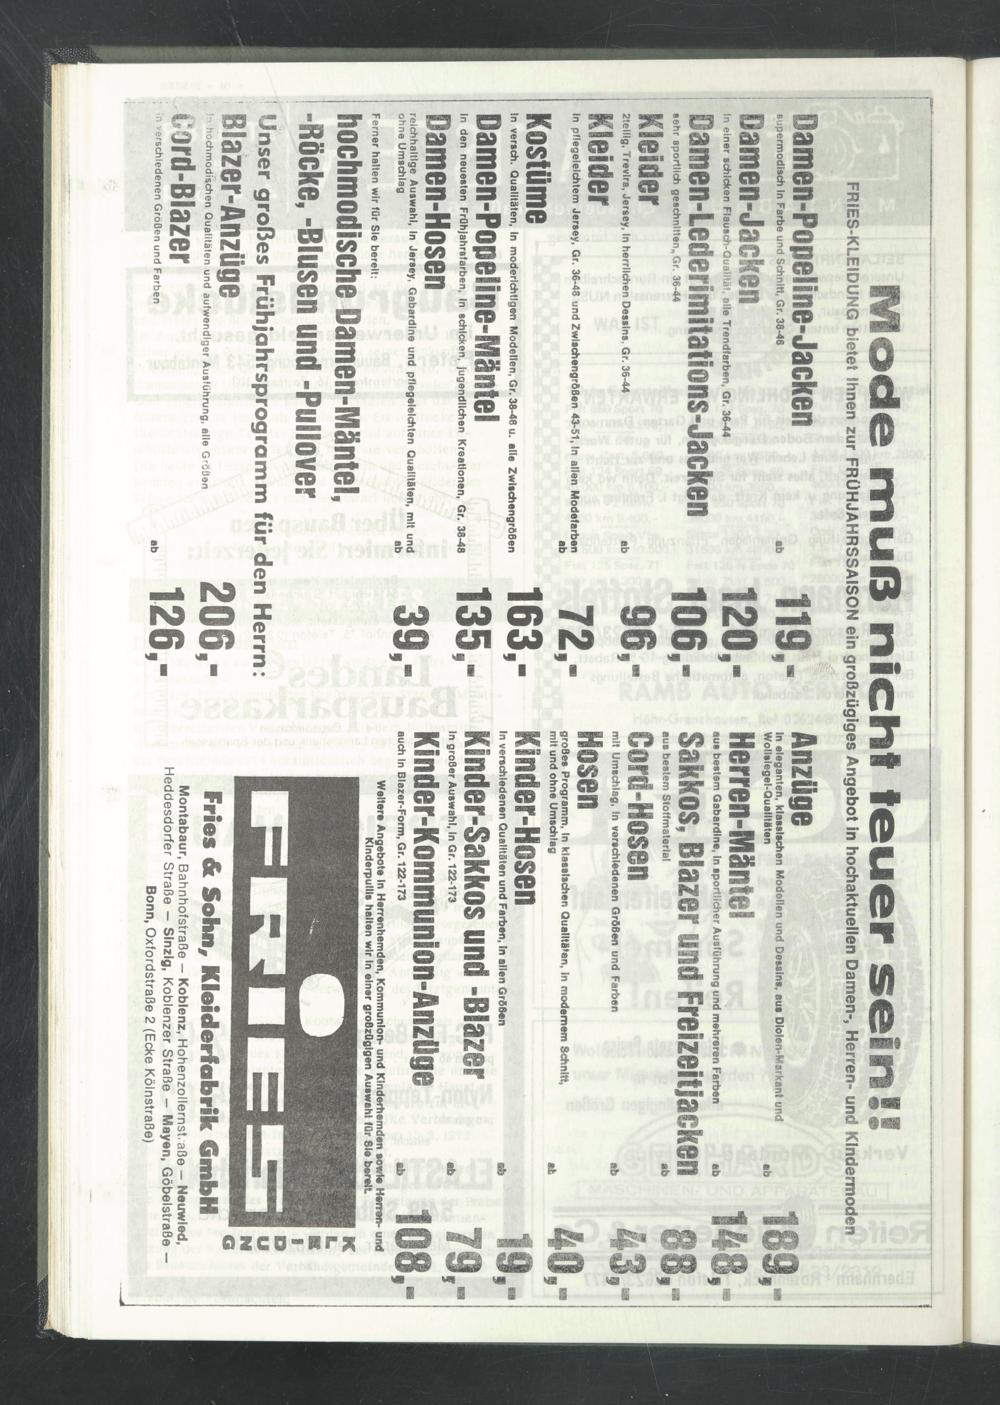 Mode muß nicht teuer sein!!
FRIES-KLEIDUNG bietet Ihnen zur FRÜHJAHRSSAISON ein großzügiges Angebot in hochaktuellen Damen-, Herren- und Kindermoden
Damen-Popeline-Jacken
supermodisch in Farbe und Schnitt, Gr. 38-46
ab 119,-
Damen-Jacken
in einer schicken Flausch-Qualität, alle Trendfarben, Gr. 36-44
120,-
Damen-Lederimitations-Jacken
sehr sportlich geschnitten, Gr. 36-44
106,-
Kleider
2teilig, Trevira, Jersey, in herrlichen Dessins, Gr. 36-44
ab 96,-
Kleider
in pflegeleichtem Jersey, Gr. 36-48 und Zwischengrößen 43-51, in allen Modefarben
ab 72,-
Kostüme
in versch. Qualitäten, in moderichtigen Modellen, Gr. 38-46 u. alle Zwischengrößen
163,-
Damen-Popeline-Mäntel
in den neuesten Frühjahrsfarben, in schicken, jugendlichen Kreationen, Gr. 38-48
135,-
Damen-Hosen
reichhaltige Auswahl, in Jersey, Gabardine und pflegeleichten Qualitäten, mit und
ohne Umschlag
ab 39,-
Ferner halten wir für Sie bereit:
hochmodische Damen-Mäntel,
-Röcke, -Blusen und -Pullover
Unser großes Frühjahrsprogramm für den Herrn:
Blazer-Anzüge
in hochmodischen Qualitäten und aufwendiger Ausführung, alle Größen
206,-
Cord-Blazer
in verschiedenen Größen und Farben
ab 126,-
Anzüge
in eleganten, klassischen Modellen und Dessins, aus Diolen-Markant und
Wollsiegel-Qualitäten
ab 189,-
Herren-Mäntel
aus bestem Gabardine, in sportlicher Ausführung und mehreren Farben
ab 148,-
Sakkos, Blazer und Freizeitjacken
aus bestem Stoffmaterial
88,-
Cord-Hosen
mit Umschlag, in verschiedenen Größen und Farben
ab 43,-
Hosen
großes Programm, in klassischen Qualitäten, in modernem Schnitt,
mit und ohne Umschlag
ab 40,-
Kinder-Hosen
in verschiedenen Qualitäten und Farben, in allen Größen
ab 19,-
Kinder-Sakkos und -Blazer
in großer Auswahl, in Gr. 122-173
ab 79,-
Kinder-Kommunion-Anzüge
auch in Blazer-Form, Gr. 122-173
ab 108,-
Weitere Angebote in Herrenhemden, Kommunion- und Kinderhemden sowie Herren- und
Kinderpullis halten wir in einer großzügigen Auswahl für Sie bereit.
FRIES
KLEIDUNG
Fries & Sohn, Kleiderfabrik GmbH
Montabaur, Bahnhofstraße — Koblenz, Hohenzollernstraße — Neuwied,
Heddesdorfer Straße — Sinzig, Koblenzer Straße — Mayen, Göbelstraße —
Bonn, Oxfordstraße 2 (Ecke Kölnstraße)